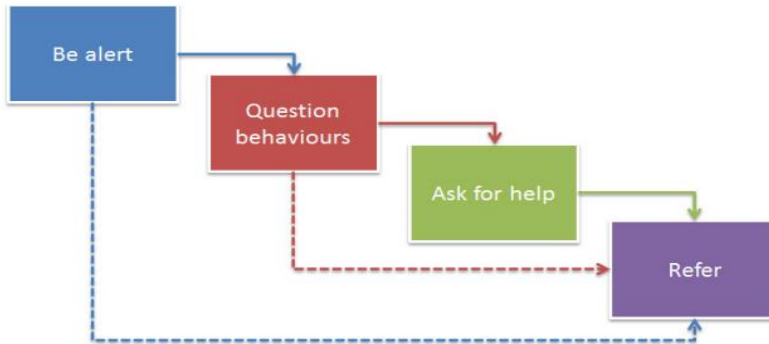 Be alert
Question
behaviours
Ask for help
Refer